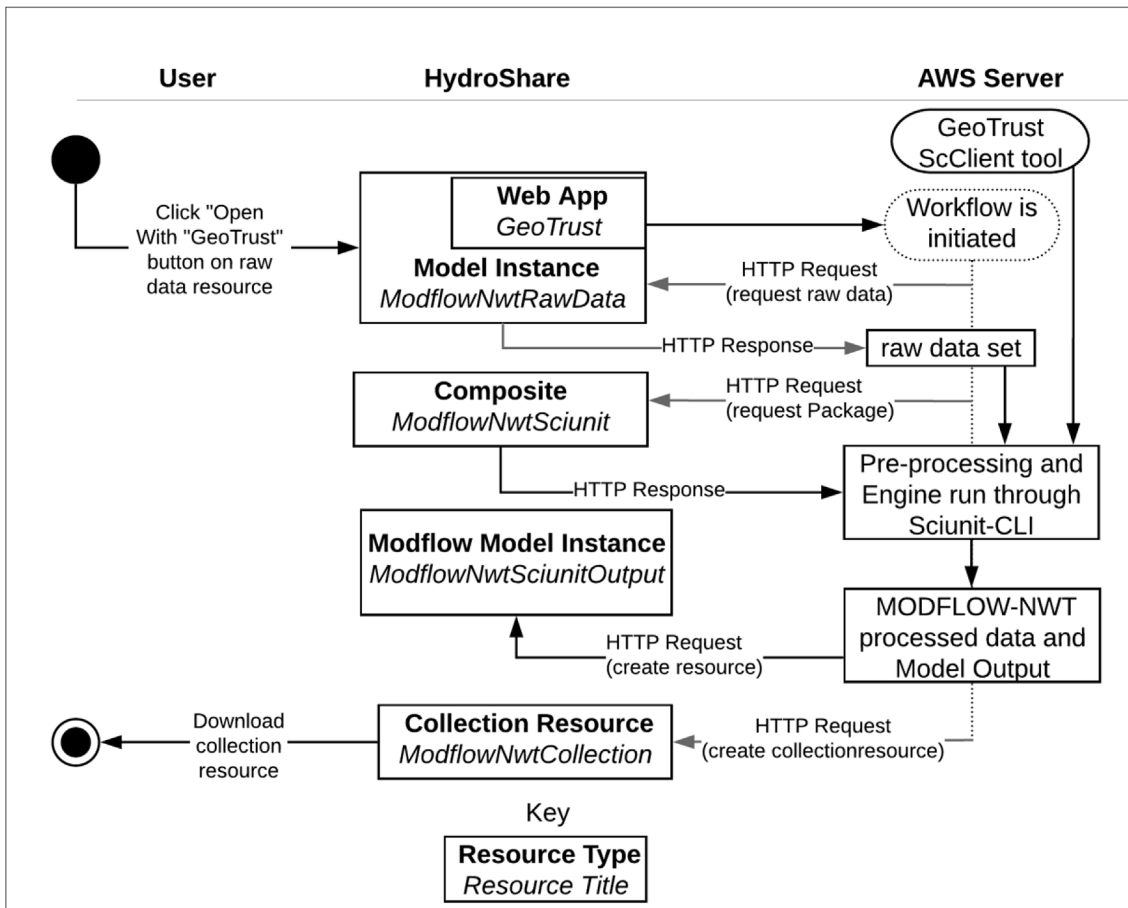 User
HydroShare
AWS Server
GeoTrust
ScClient tool
Click "Open
With "GeoTrust"
button on raw
data resource
Web App
GeoTrust
Model Instance
ModflowNwtRawData
Workflow is
initiated
HTTP Request
(request raw data)
HTTP Response
raw data set
Composite
ModflowNwtSciunit
HTTP Request
(request Package)
HTTP Response
Pre-processing and
Engine run through
Sciunit-CLI
Modflow Model Instance
ModflowNwtSciunitOutput
HTTP Request
(create resource)
MODFLOW-NWT
processed data and
Model Output
Download
collection
resource
Collection Resource
ModflowNwtCollection
HTTP Request
(create collectionresource)
Key
Resource Type
Resource Title